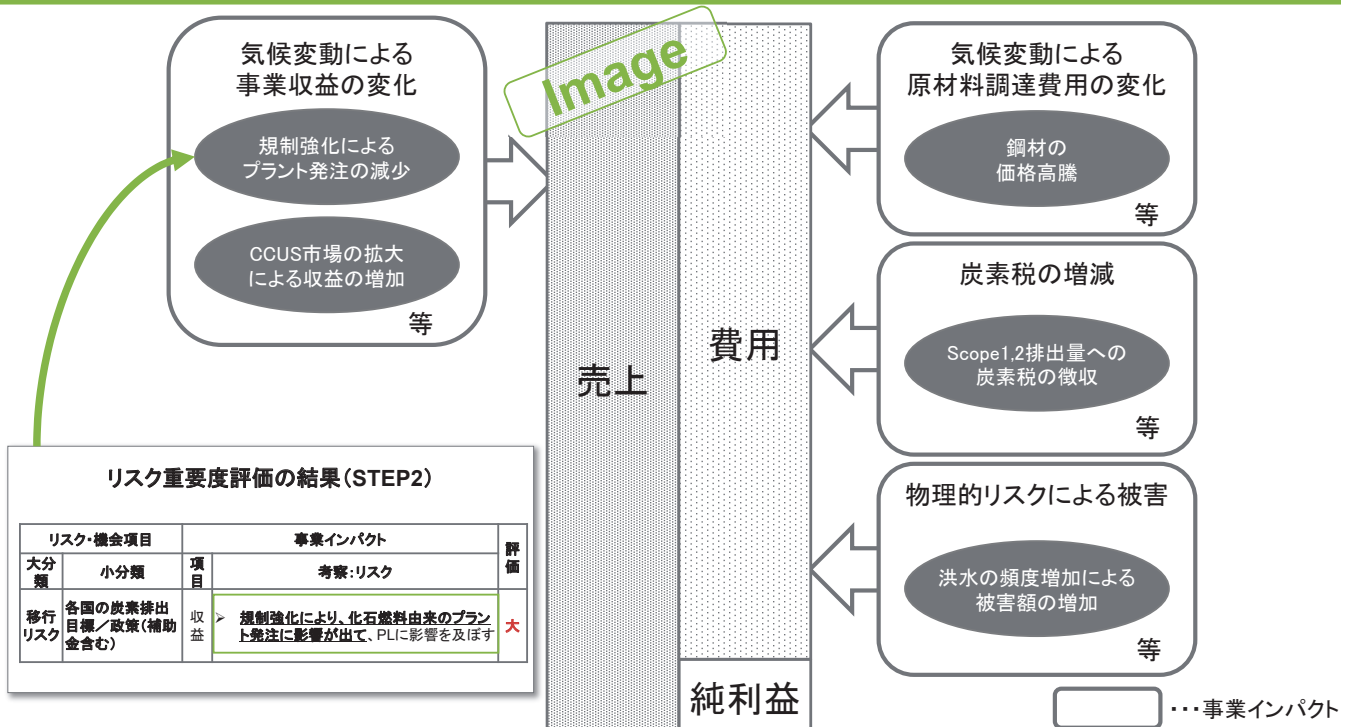 気候変動による
事業収益の変化
規制強化による
プラント発注の減少
CCUS市場の拡大
による収益の増加
等
Image
売上
費用
純利益
気候変動による
原材料調達費用の変化
鋼材の
価格高騰
等
炭素税の増減
Scope1,2排出量への
炭素税の徴収
等
物理的リスクによる被害
洪水の頻度増加による
被害額の増加
等
リスク重要度評価の結果(STEP2)
リスク・機会項目
事業インパクト
評
価
大分
類
小分類
項
目
考察:リスク
移行
リスク
各国の炭素排出
目標/政策(補助
金含む)
収
益
➢ 規制強化により、化石燃料由来のプラン
ト発注に影響が出て、PLに影響を及ぼす
大
・・・事業インパクト